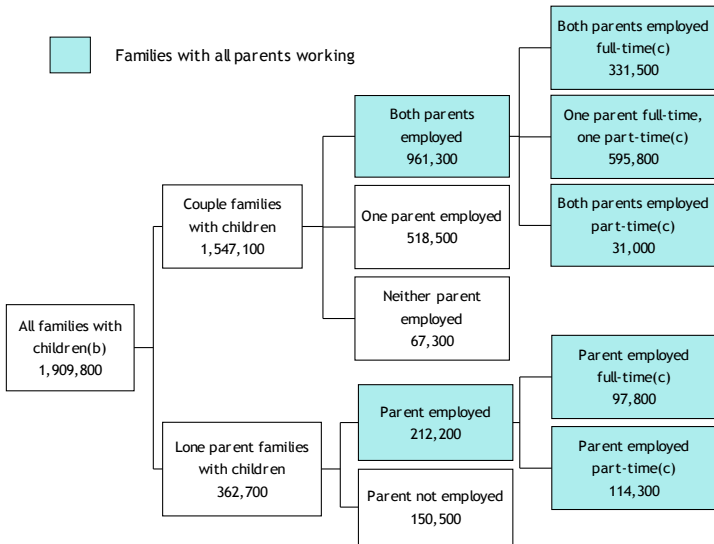 Families with all parents working
Both parents employed
full-time(c)
331,500
Both parents
employed
961,300
One parent full-time,
one part-time(c)
595,800
Both parents employed
part-time(c)
31,000
Couple families
with children
1,547,100
One parent employed
518,500
Neither parent
employed
67,300
All families with
children(b)
1,909,800
Parent employed
full-time(c)
97,800
Parent employed
212,200
Lone parent families
with children
362,700
Parent employed
part-time(c)
114,300
Parent not employed
150,500